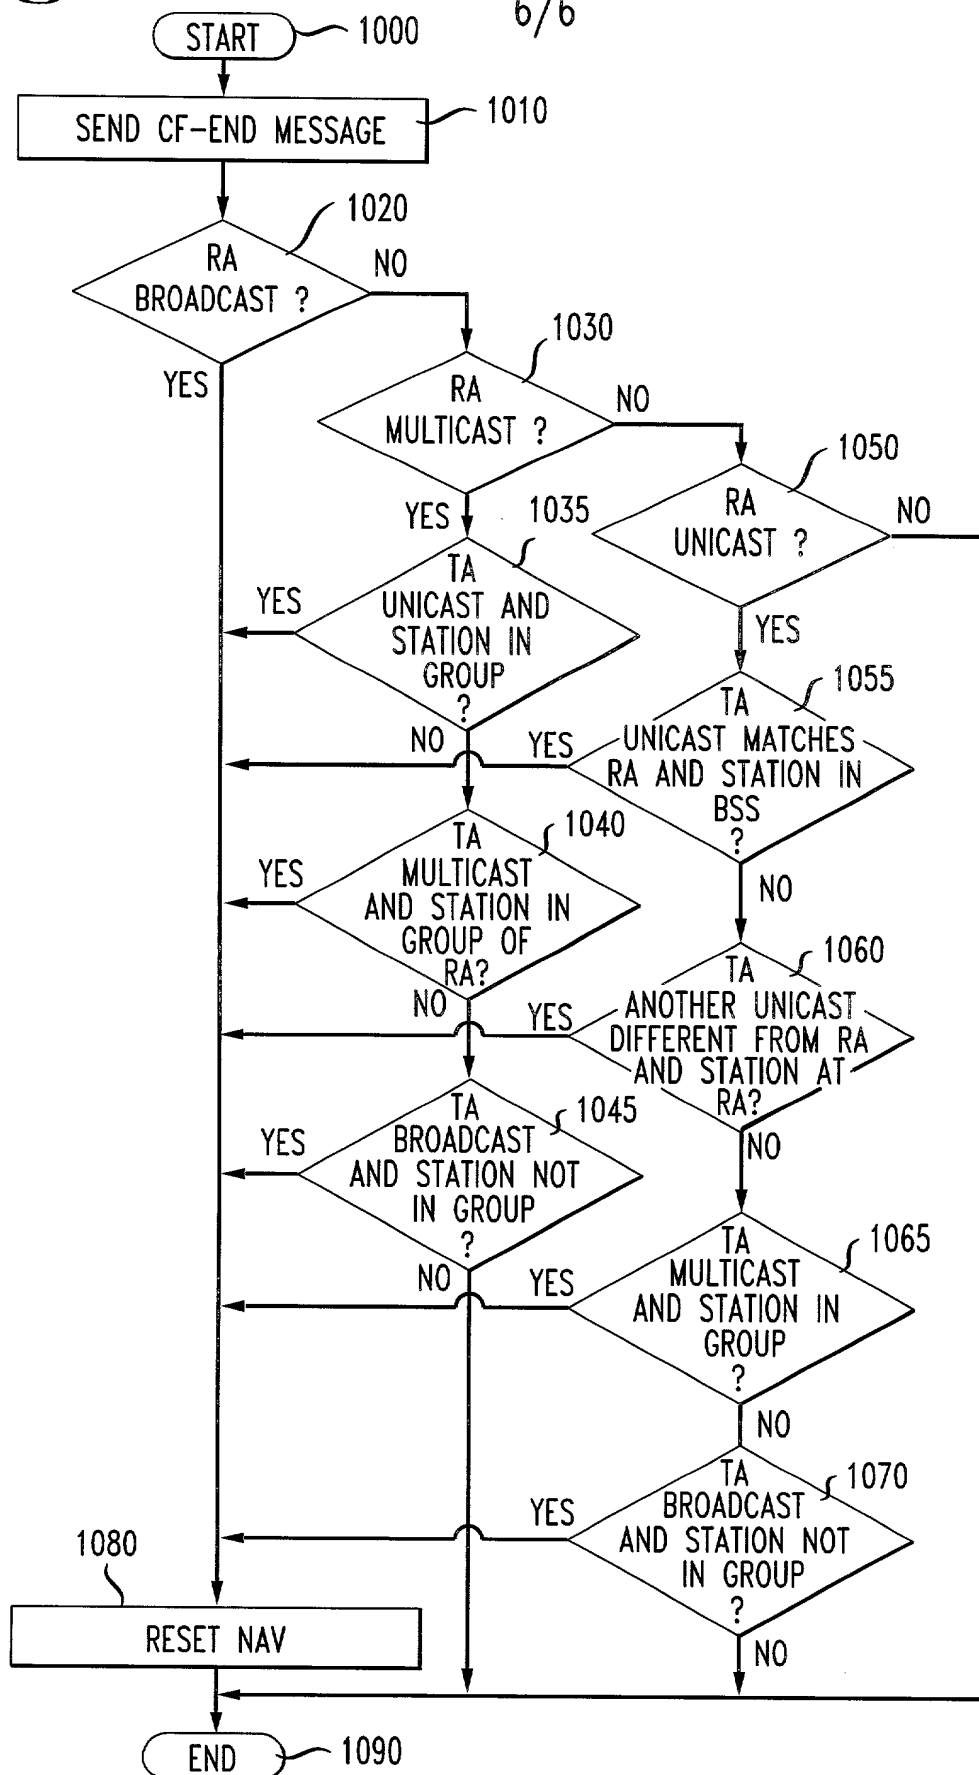 6/6
START
1000
SEND CF-END MESSAGE
1010
1020
RA
BROADCAST ?
NO
YES
1030
RA
MULTICAST ?
NO
YES
1050
RA
UNICAST ?
NO
YES
1035
TA
UNICAST AND
STATION IN
GROUP
?
YES
NO
1055
TA
UNICAST MATCHES
RA AND STATION IN
BSS
?
YES
NO
1040
TA
MULTICAST
AND STATION IN
GROUP OF
RA?
YES
NO
1060
TA
ANOTHER UNICAST
DIFFERENT FROM RA
AND STATION AT
RA?
YES
NO
1045
TA
BROADCAST
AND STATION NOT
IN GROUP
?
YES
NO
1065
TA
MULTICAST
AND STATION IN
GROUP
?
YES
NO
1070
TA
BROADCAST
AND STATION NOT
IN GROUP
?
YES
NO
1080
RESET NAV
END
1090